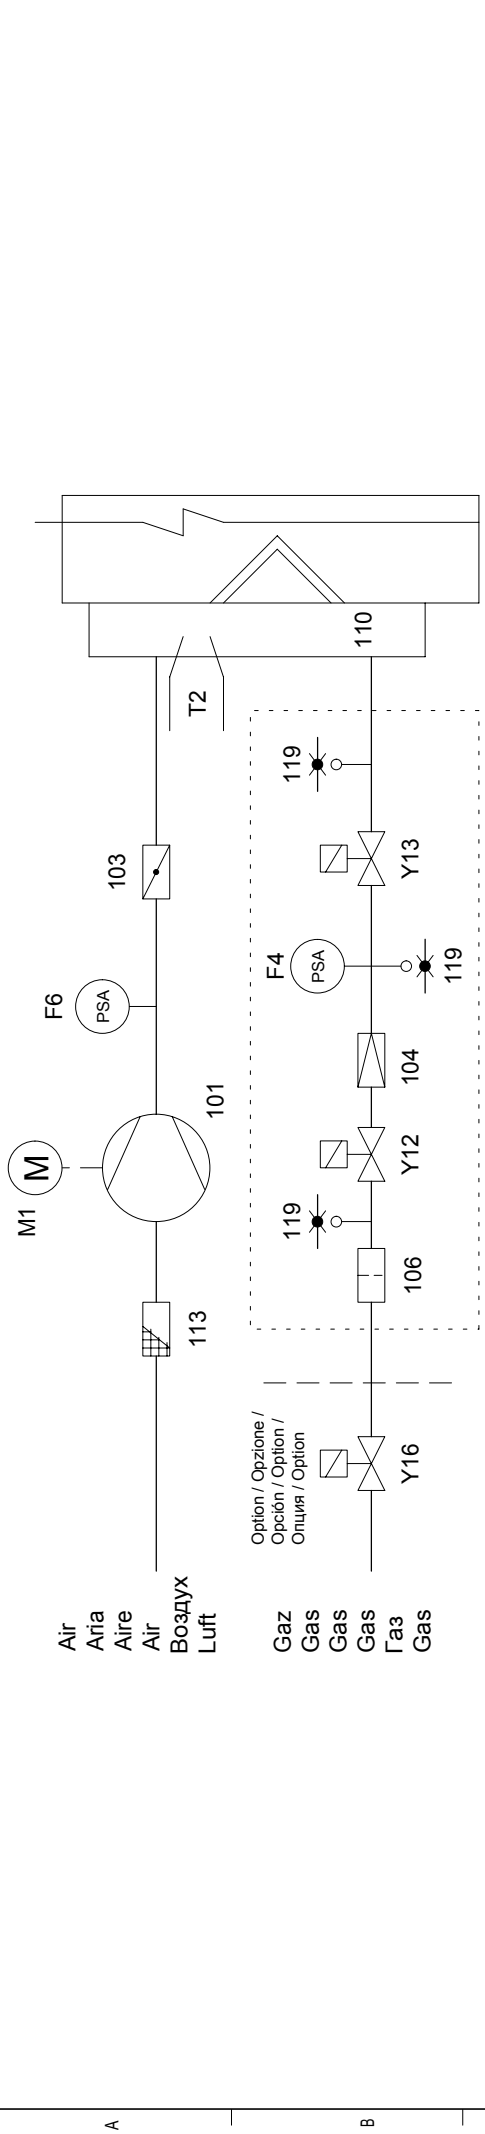 M1
M
F6
PSA
103
T2
113
101
Air
Aria
Aire
Air
Воздух
Luft
Option / Opzione /
Opción / Option /
Опция / Option
119
F4
PSA
119
110
Gaz
Gas
Gas
Gas
Газ
Gas
Y16
106
Y12
104
119
Y13
A
B